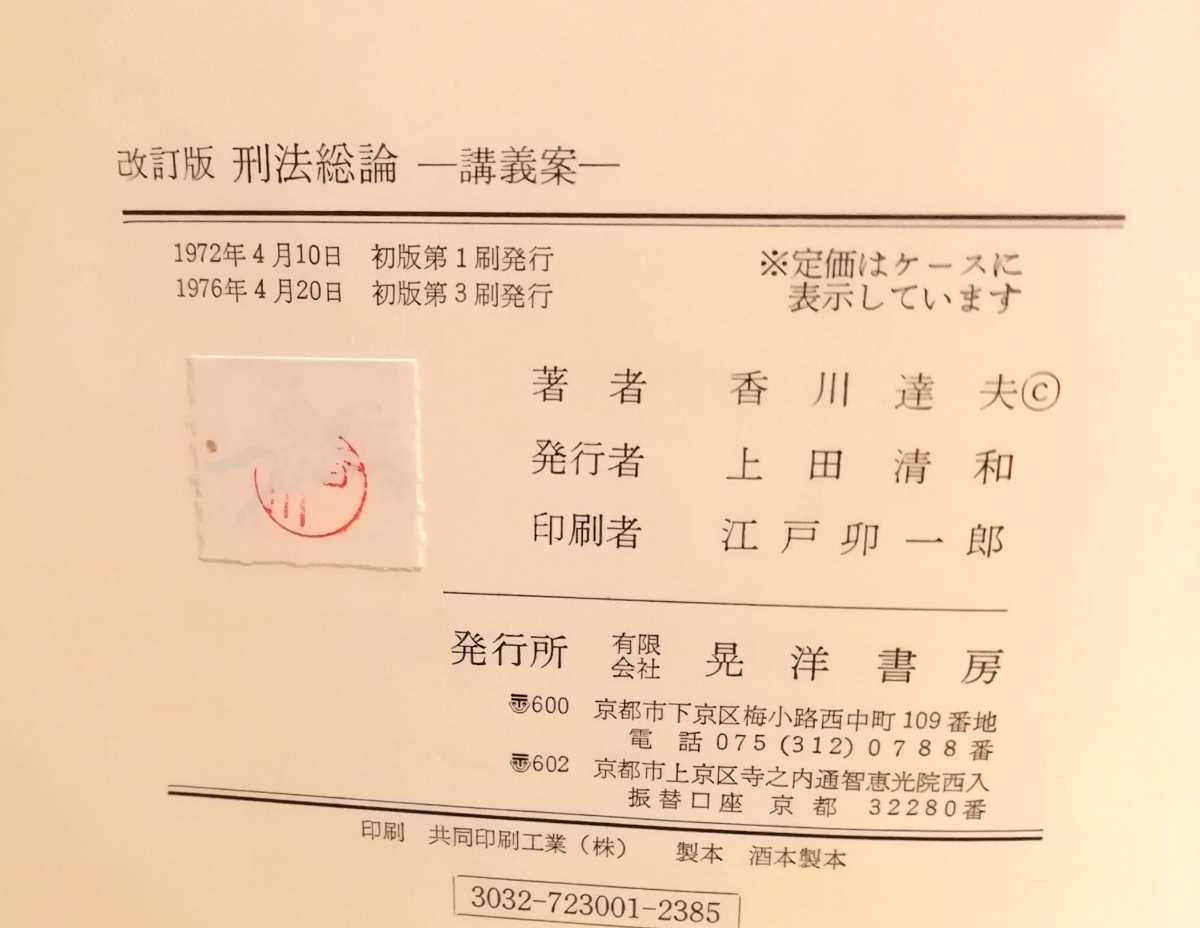 改訂版 刑法総論 ―講義案―
1972年4月10日 初版第1刷発行
1976年4月20日 初版第3刷発行
※定価はケースに
表示しています
著者 香川達夫Ⓒ
発行者 上田清和
印刷者 江戸卯一郎
発行所 有限会社 晃洋書房
〠600 京都市下京区梅小路西中町109番地
電話 075 (312) 0788番
〠602 京都市上京区寺之内通智恵光院西入
振替口座 京都 32280番
印刷 共同印刷工業(株) 製本 酒本製本
3032-723001-2385